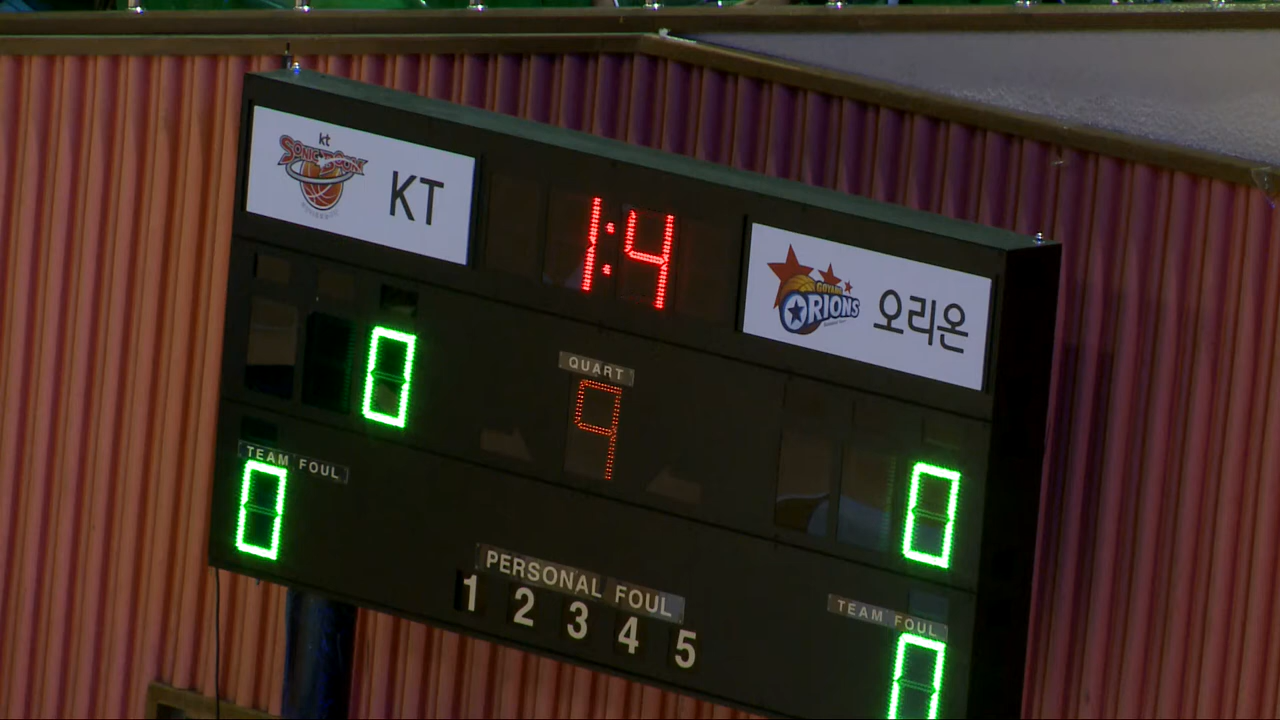 kt
SONICBOOM
KT
1:4
GOYANG
ORIONS
오리온
0
QUART
9
0
TEAM FOUL
0
PERSONAL FOUL
1 2 3 4 5
TEAM FOUL
0